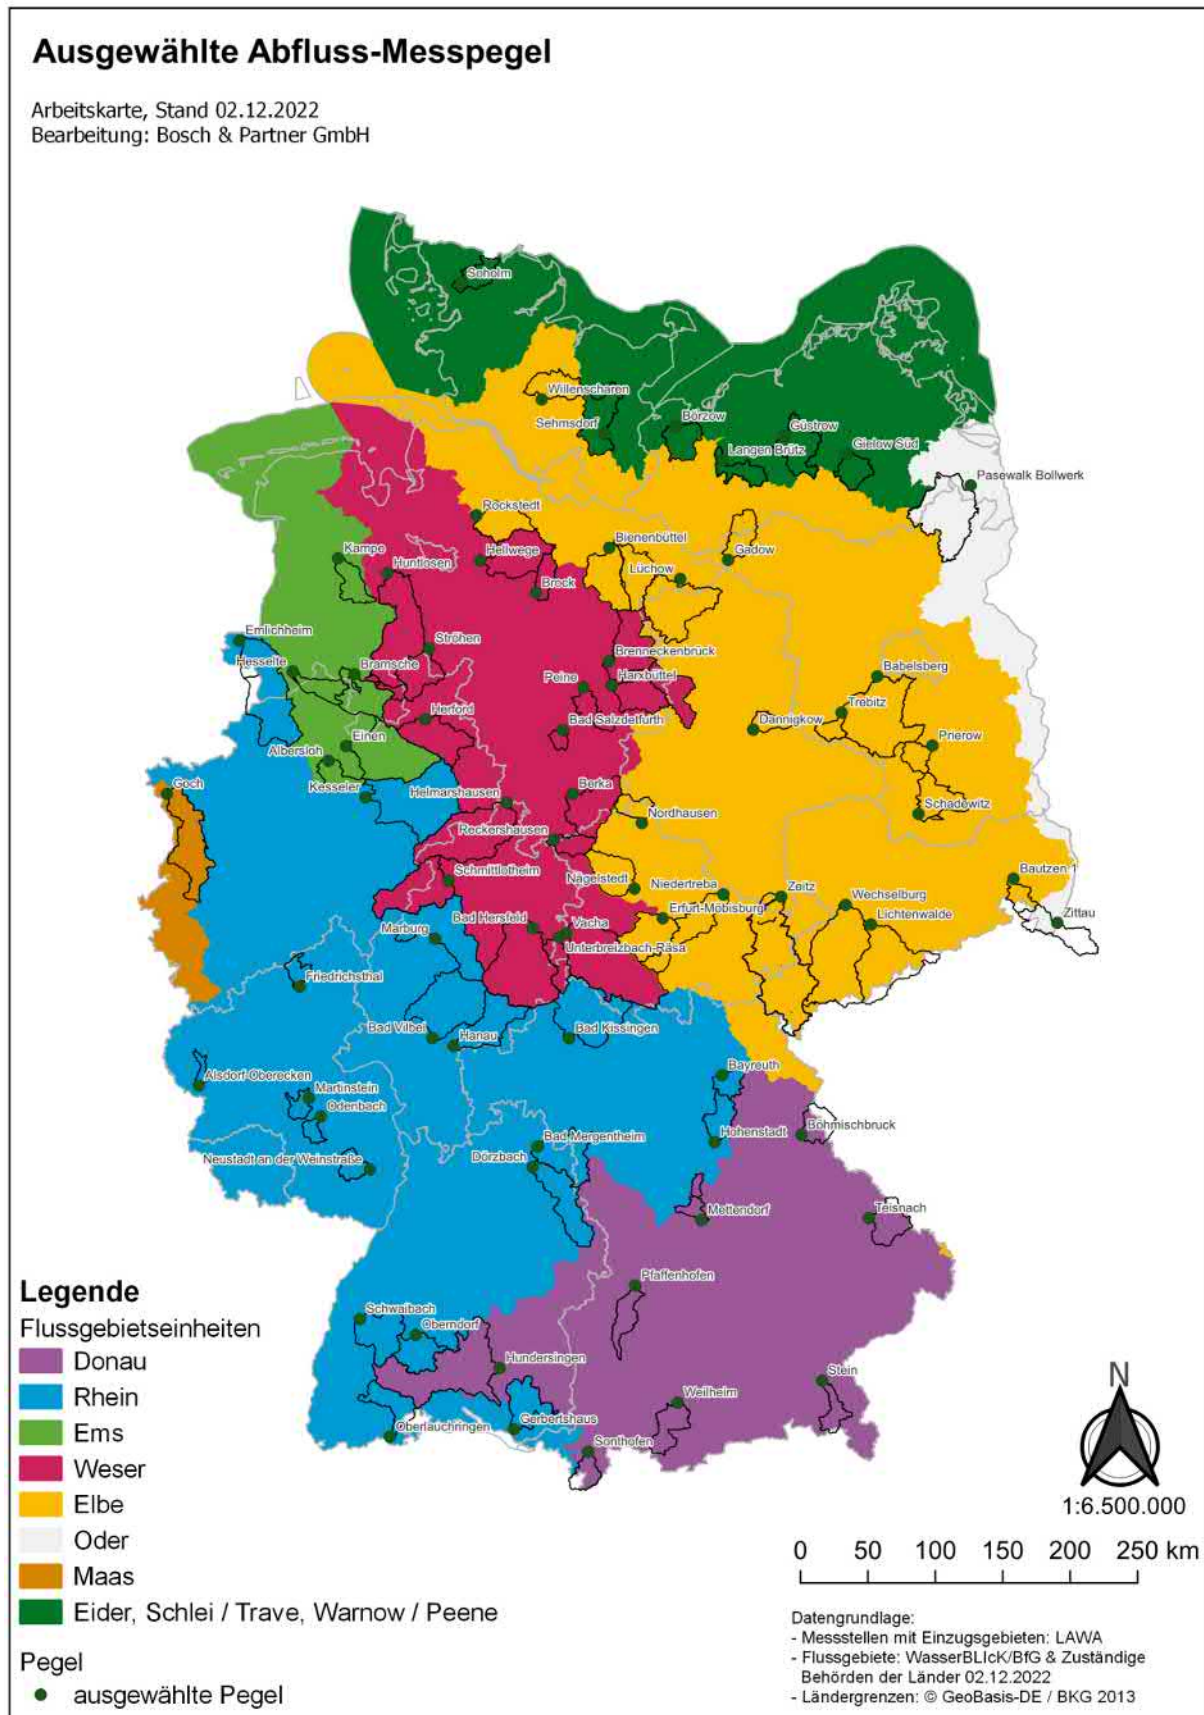 Ausgewählte Abfluss-Messpegel
Arbeitskarte, Stand 02.12.2022
Bearbeitung: Bosch & Partner GmbH
Soholm
Willenscharen
Sehmsdorf
Börzow
Güstrow
Langen Brütz
Gielow Süd
Pasewalk Bollwerk
Rockstedt
Bienenbüttel
Gadow
Kampe
Huntlosen
Hellwege
Lüchow
Brock
Emlichheim
Ströhen
Hesselte
Bramsche
Brenneckenbrück
Babelsberg
Peine
Harxbüttel
Trebitz
Herford
Bad Salzdetfurth
Dannigkow
Einen
Prierow
Albersloh
Goch
Kesseler
Helmarshausen
Berka
Nordhausen
Schadewitz
Reckershausen
Schmittlotheim
Nägelstedt
Niedertreba
Zeitz
Wechselburg
Bautzen 1
Erfurt-Möbisburg
Lichtenwalde
Zittau
Marburg
Bad Hersfeld
Vacha
Unterbreizbach-Räsa
Friedrichsthal
Bad Vilbel
Hanau
Bad Kissingen
Alsdorf-Oberecken
Bayreuth
Martinstein
Odenbach
Hohenstadt
Böhmischbruck
Bad Mergentheim
Neustadt an der Weinstraße
Dörzbach
Mettendorf
Teisnach
Pfaffenhofen
Schwaibach
Oberndorf
Hundersingen
Stein
Weilheim
Oberlauchringen
Gerbertshaus
Sonthofen
Legende
Flussgebietseinheiten
Donau
Rhein
Ems
Weser
Elbe
Oder
Maas
Eider, Schlei / Trave, Warnow / Peene
Pegel
ausgewählte Pegel
N
1:6.500.000
0 50 100 150 200 250 km
Datengrundlage:
- Messstellen mit Einzugsgebieten: LAWA
- Flussgebiete: WasserBLIcK/BfG & Zuständige
Behörden der Länder 02.12.2022
- Ländergrenzen: © GeoBasis-DE / BKG 2013